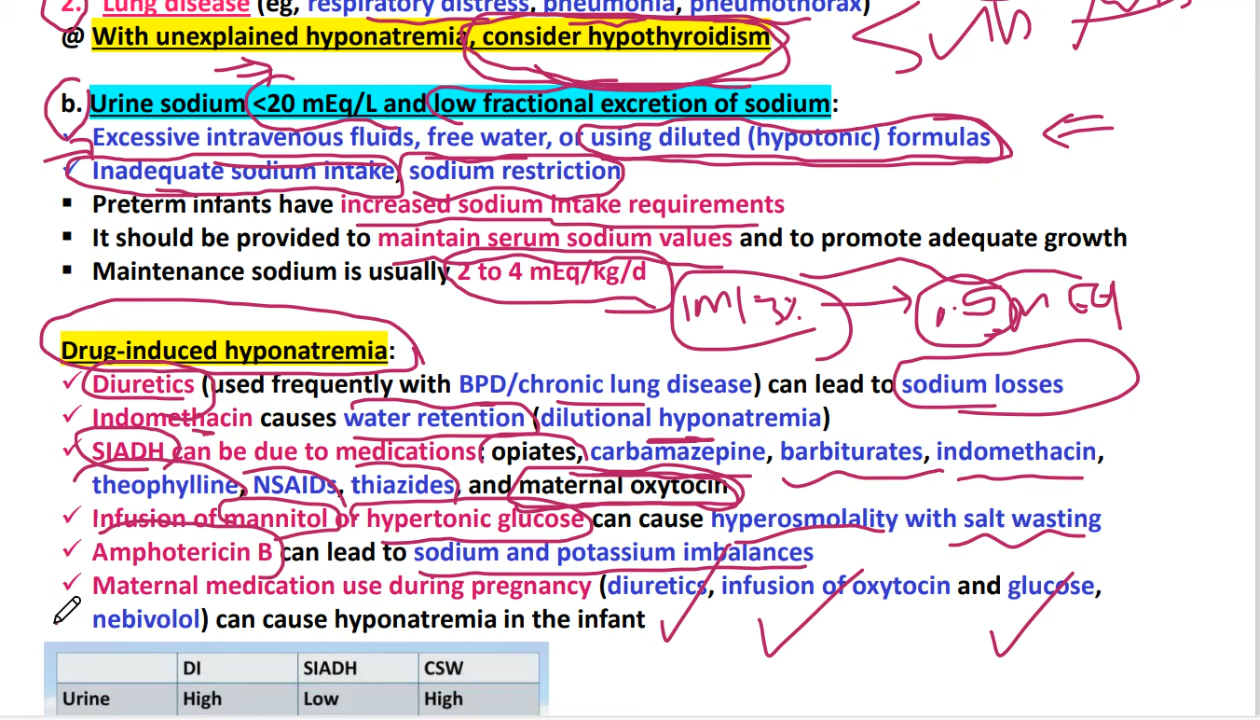 2. Lung disease (eg, respiratory distress, pneumonia, pneumothorax)
@ With unexplained hyponatremia, consider hypothyroidism
b. Urine sodium <20 mEq/L and low fractional excretion of sodium:
✓ Excessive intravenous fluids, free water, or using diluted (hypotonic) formulas
✓ Inadequate sodium intake, sodium restriction
▪ Preterm infants have increased sodium intake requirements
▪ It should be provided to maintain serum sodium values and to promote adequate growth
▪ Maintenance sodium is usually 2 to 4 mEq/kg/d
1ml 3% → 0.5 mEq
Drug-induced hyponatremia:
✓ Diuretics (used frequently with BPD/chronic lung disease) can lead to sodium losses
✓ Indomethacin causes water retention (dilutional hyponatremia)
✓ SIADH can be due to medications: opiates, carbamazepine, barbiturates, indomethacin,
theophylline, NSAIDs, thiazides, and maternal oxytocin
✓ Infusion of mannitol or hypertonic glucose can cause hyperosmolality with salt wasting
✓ Amphotericin B can lead to sodium and potassium imbalances
✓ Maternal medication use during pregnancy (diuretics, infusion of oxytocin and glucose,
nebivolol) can cause hyponatremia in the infant
DI SIADH CSW
Urine High Low High